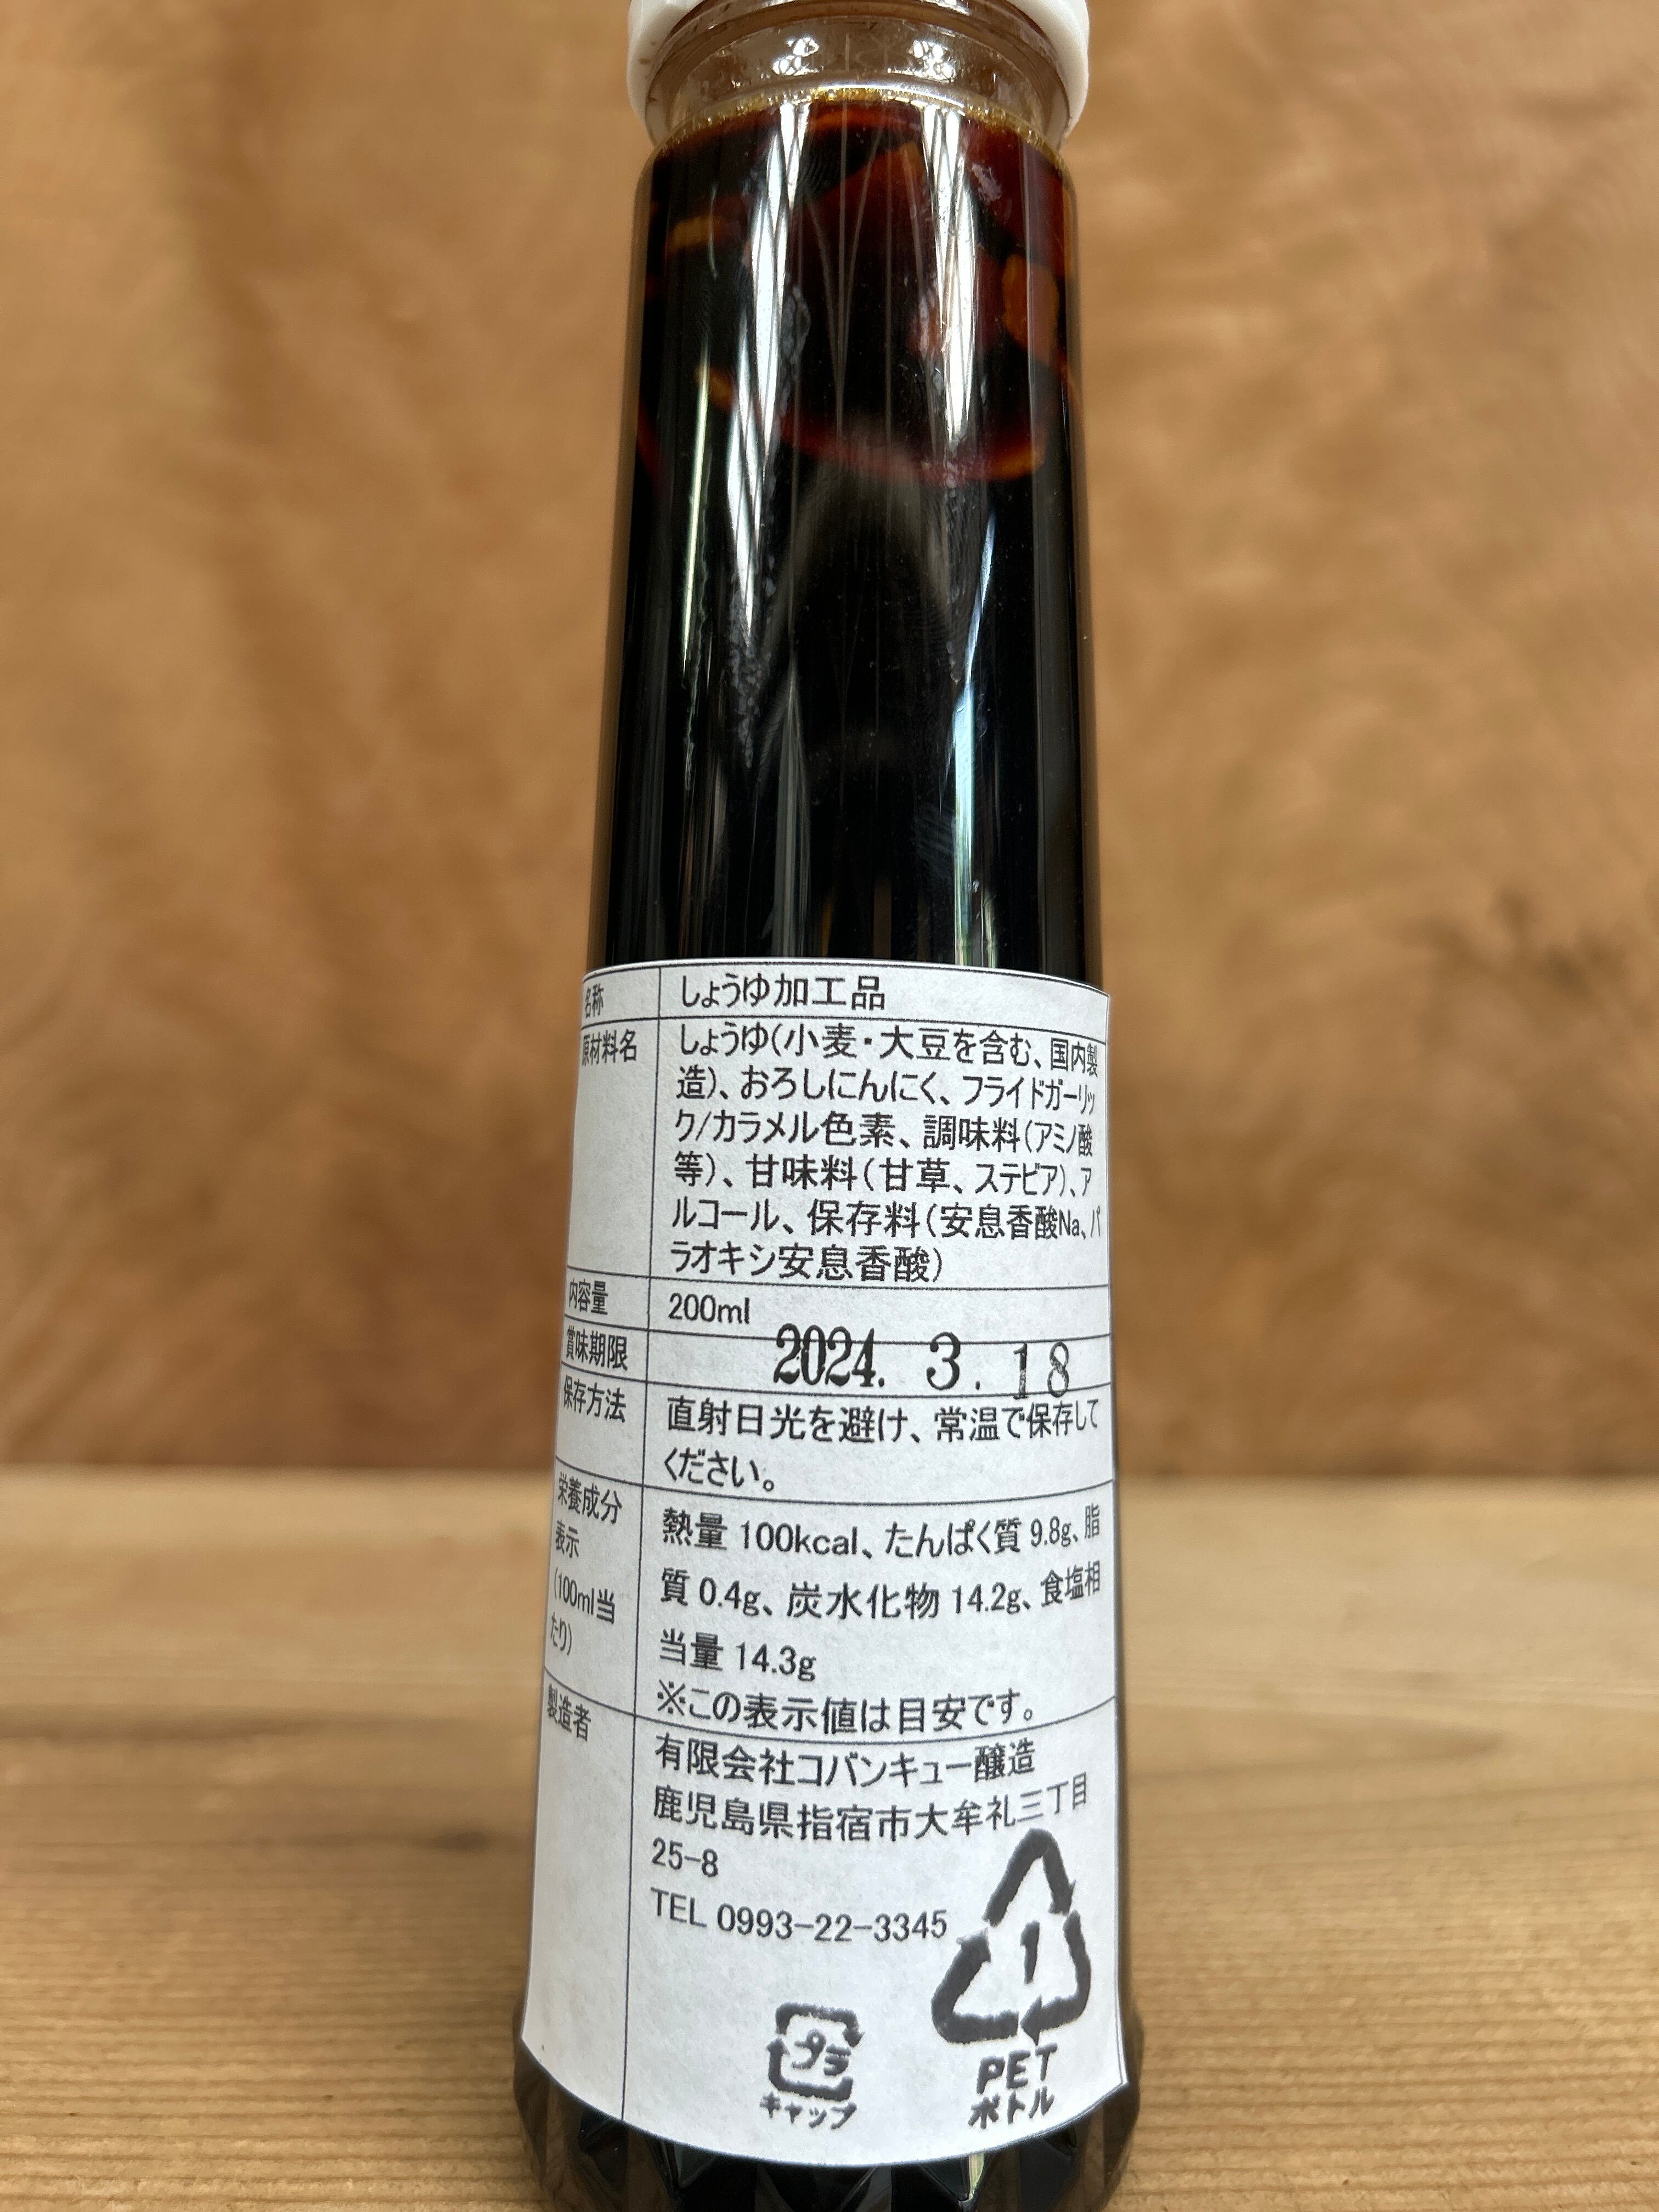 名称 しょうゆ加工品
原材料名 しょうゆ(小麦・大豆を含む、国内製
造)、おろしにんにく、フライドガーリッ
ク/カラメル色素、調味料(アミノ酸
等)、甘味料(甘草、ステビア)、ア
ルコール、保存料(安息香酸Na、パ
ラオキシ安息香酸)
内容量 200ml
賞味期限 2024. 3. 18
保存方法 直射日光を避け、常温で保存して
ください。
栄養成分
表示
(100ml当
たり)
熱量 100kcal、たんぱく質 9.8g、脂
質 0.4g、炭水化物 14.2g、食塩相
当量 14.3g
※この表示値は目安です。
製造者 有限会社コバンキュー醸造
鹿児島県指宿市大牟礼三丁目
25-8
TEL 0993-22-3345
1
プラ
キャップ
PET
ボトル